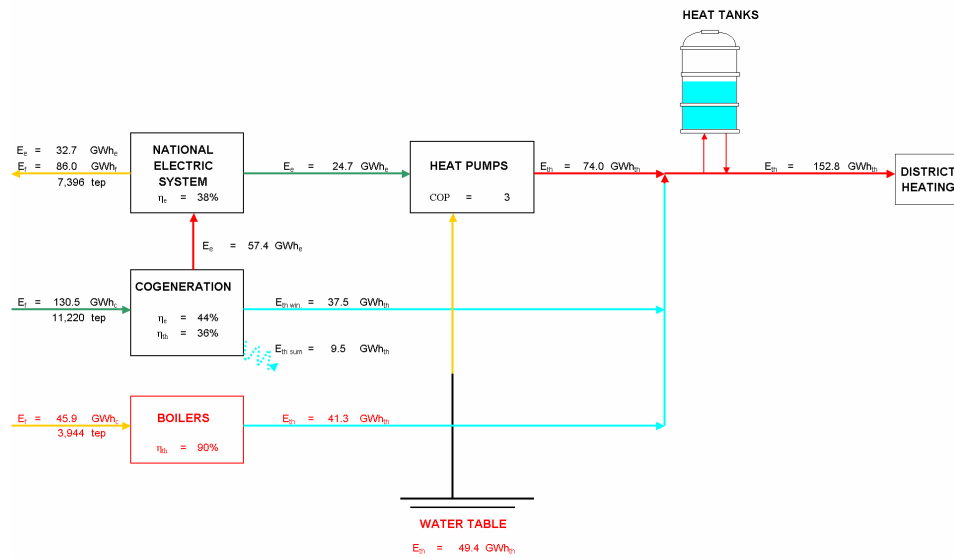 HEAT TANKS
Ee = 32.7 GWhe
Ef = 86.0 GWhf
7,396 tep
NATIONAL
ELECTRIC
SYSTEM
ηe = 38%
Ee = 24.7 GWhe
HEAT PUMPS
COP = 3
Eth = 74.0 GWhth
Eth = 152.8 GWhth
DISTRICT
HEATING
Ee = 57.4 GWhe
Ef = 130.5 GWhc
11,220 tep
COGENERATION
ηe = 44%
ηth = 36%
Eth win. = 37.5 GWhth
Eth sum = 9.5 GWhth
Ef = 45.9 GWhc
3,944 tep
BOILERS
ηth = 90%
Eth = 41.3 GWhth
WATER TABLE
Eth = 49.4 GWhth